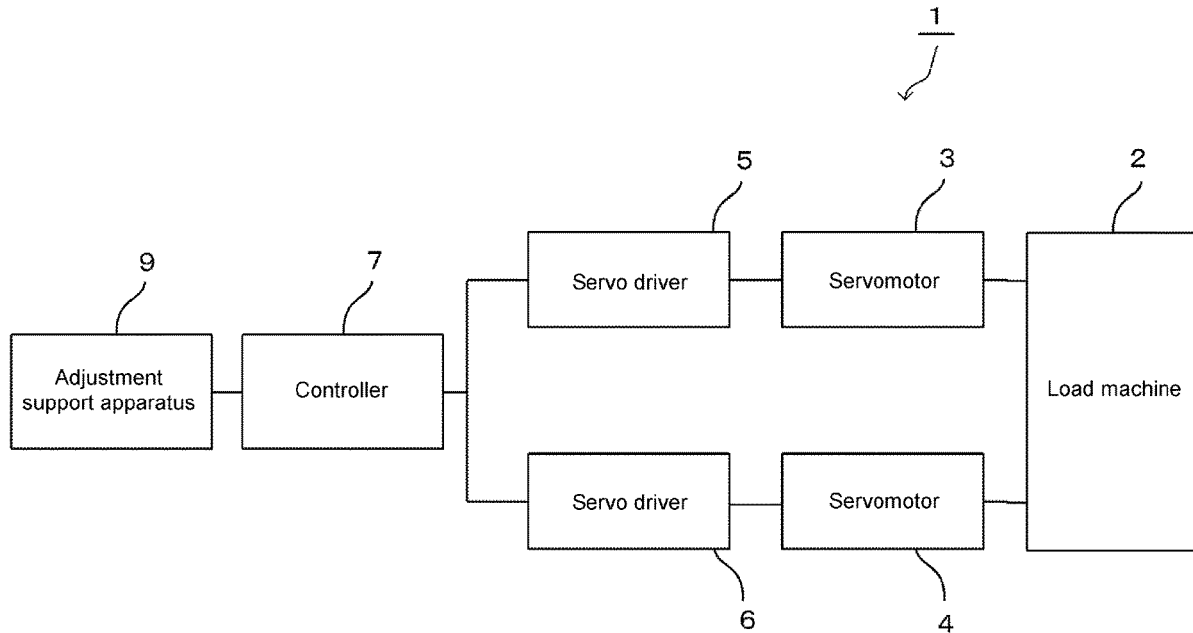 1
5
3
2
9
7
Servo driver
Servomotor
Adjustment
support apparatus
Controller
Load machine
Servo driver
Servomotor
6
4